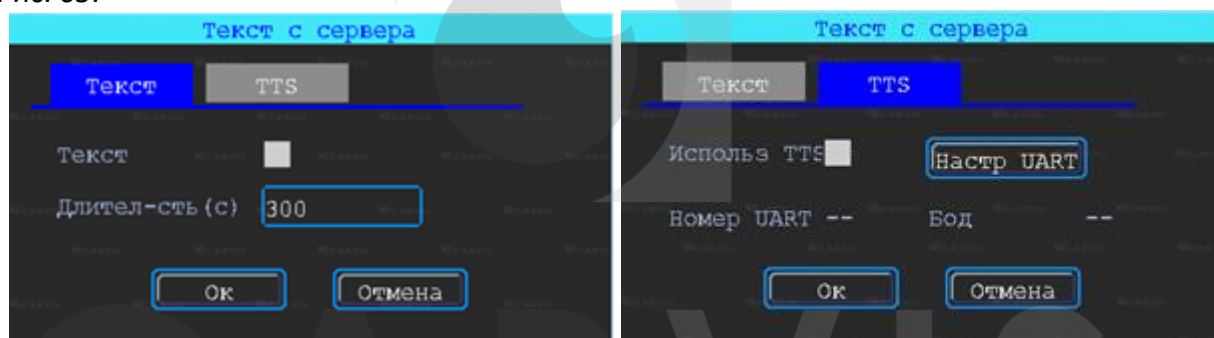 Текст с сервера
Текст TTS
Текст
Длител-сть(с) 300
Ок Отмена
Текст с сервера
Текст TTS
Использ TTS Настр UART
Номер UART -- Бод --
Ок Отмена